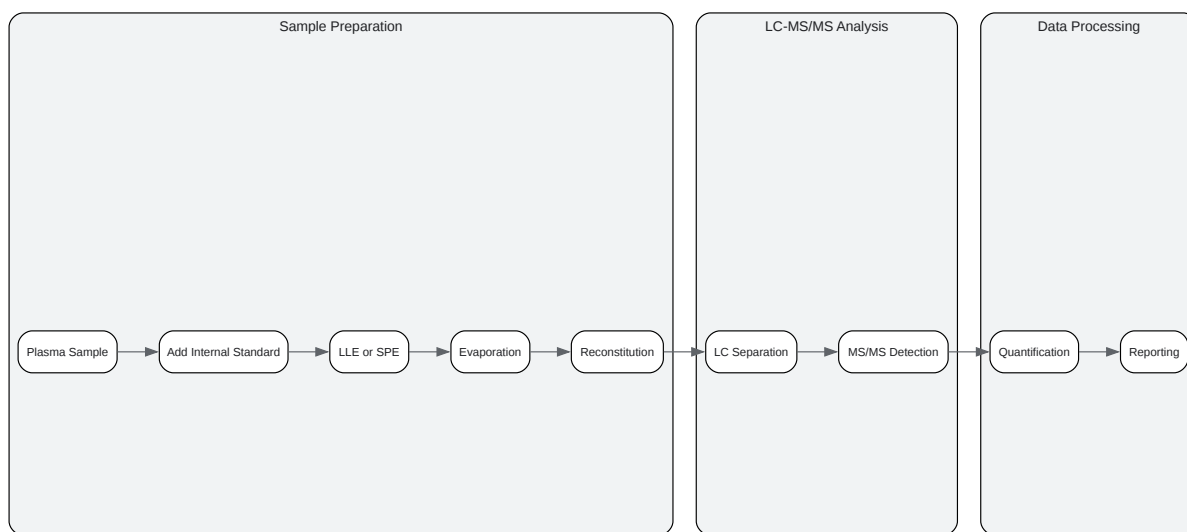 Sample Preparation
LC-MS/MS Analysis
Data Processing
Plasma Sample
Add Internal Standard
LLE or SPE
Evaporation
Reconstitution
LC Separation
MS/MS Detection
Quantification
Reporting